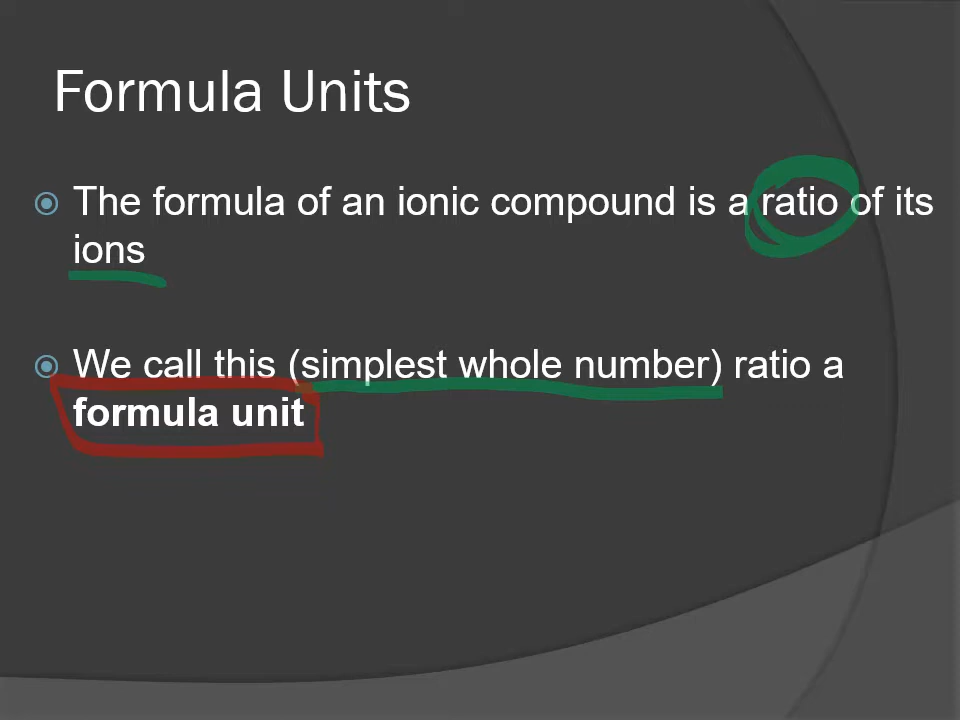 Formula Units
The formula of an ionic compound is a ratio of its
ions
We call this (simplest whole number) ratio a
formula unit